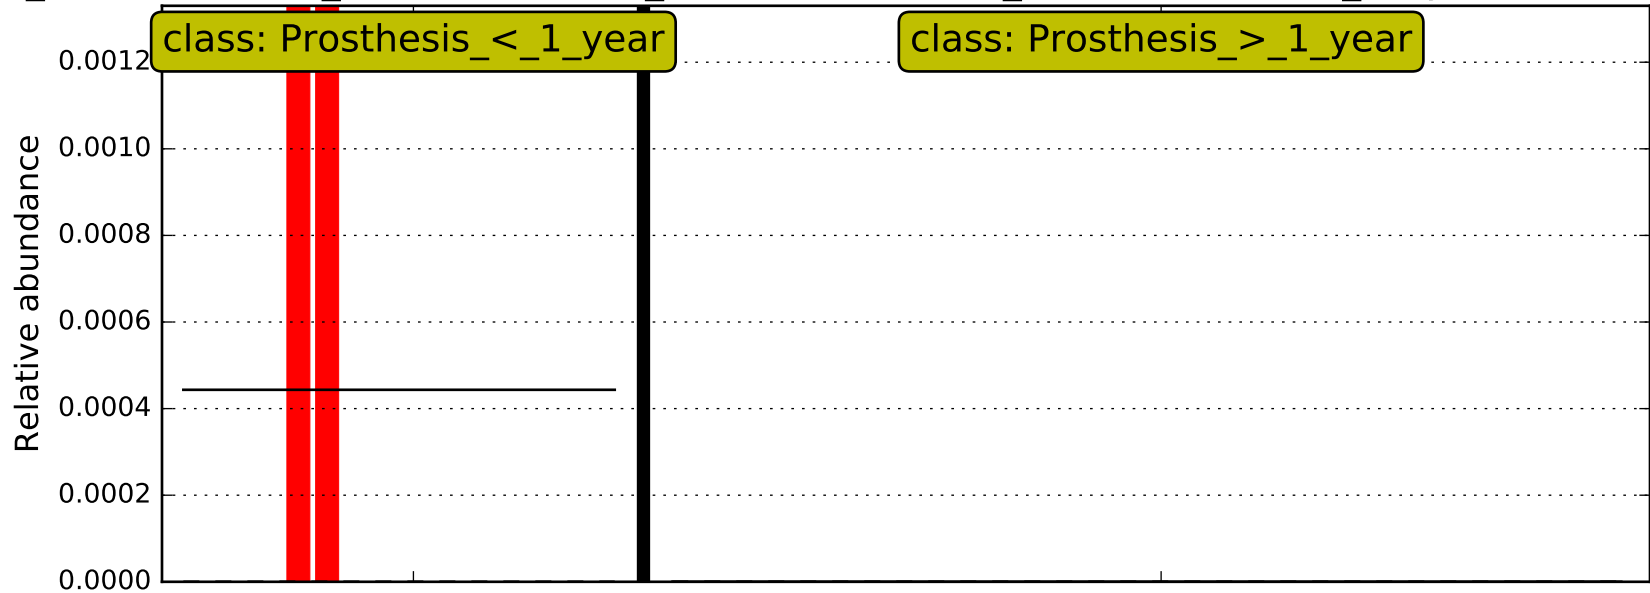 class: Prosthesis_<_1_year
class: Prosthesis_>_1_year
0.0012
0.0010
0.0008
0.0006
0.0004
0.0002
0.0000
Relative abundance